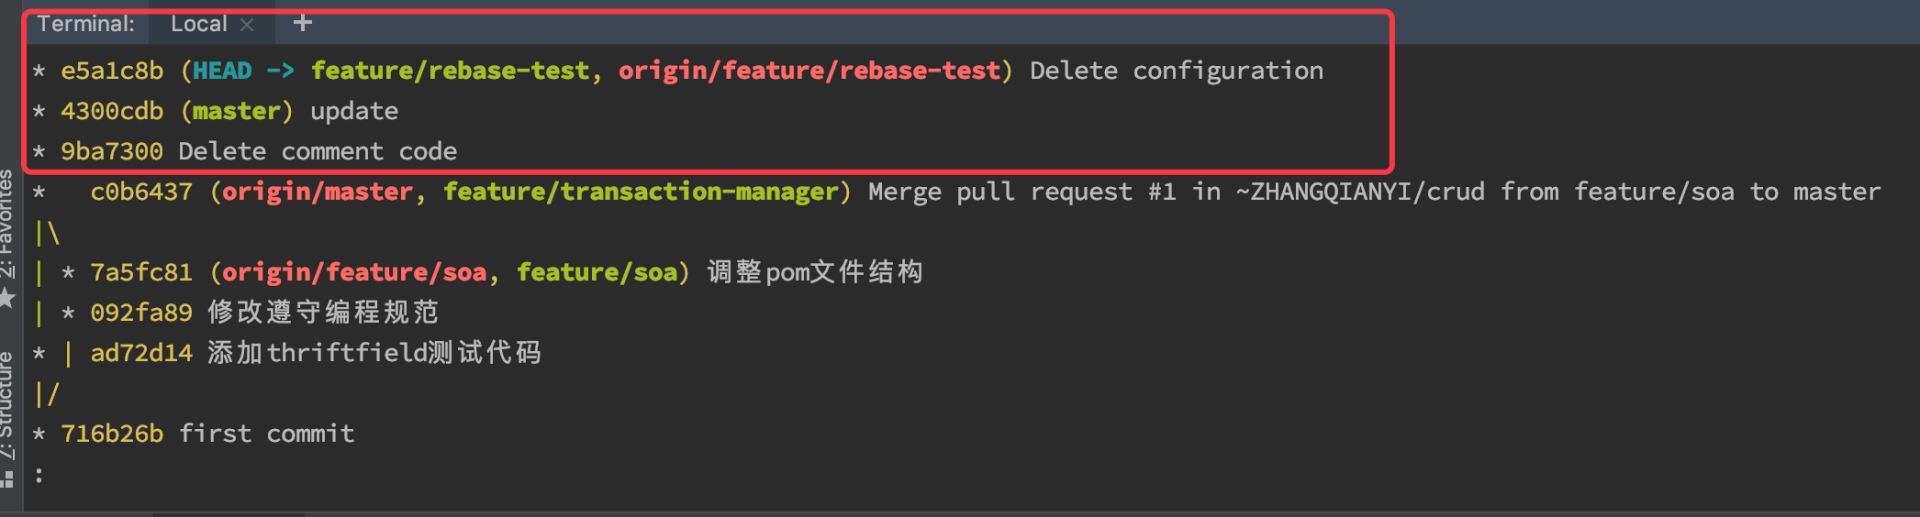 Terminal: Local × +
* e5a1c8b (HEAD -> feature/rebase-test, origin/feature/rebase-test) Delete configuration
* 4300cdb (master) update
* 9ba7300 Delete comment code
*   c0b6437 (origin/master, feature/transaction-manager) Merge pull request #1 in ~ZHANGQIANYI/crud from feature/soa to master
|\
| * 7a5fc81 (origin/feature/soa, feature/soa) 调整pom文件结构
| * 092fa89 修改遵守编程规范
* | ad72d14 添加thriftfield测试代码
|/
* 716b26b first commit
:
2: Favorites
7: Structure